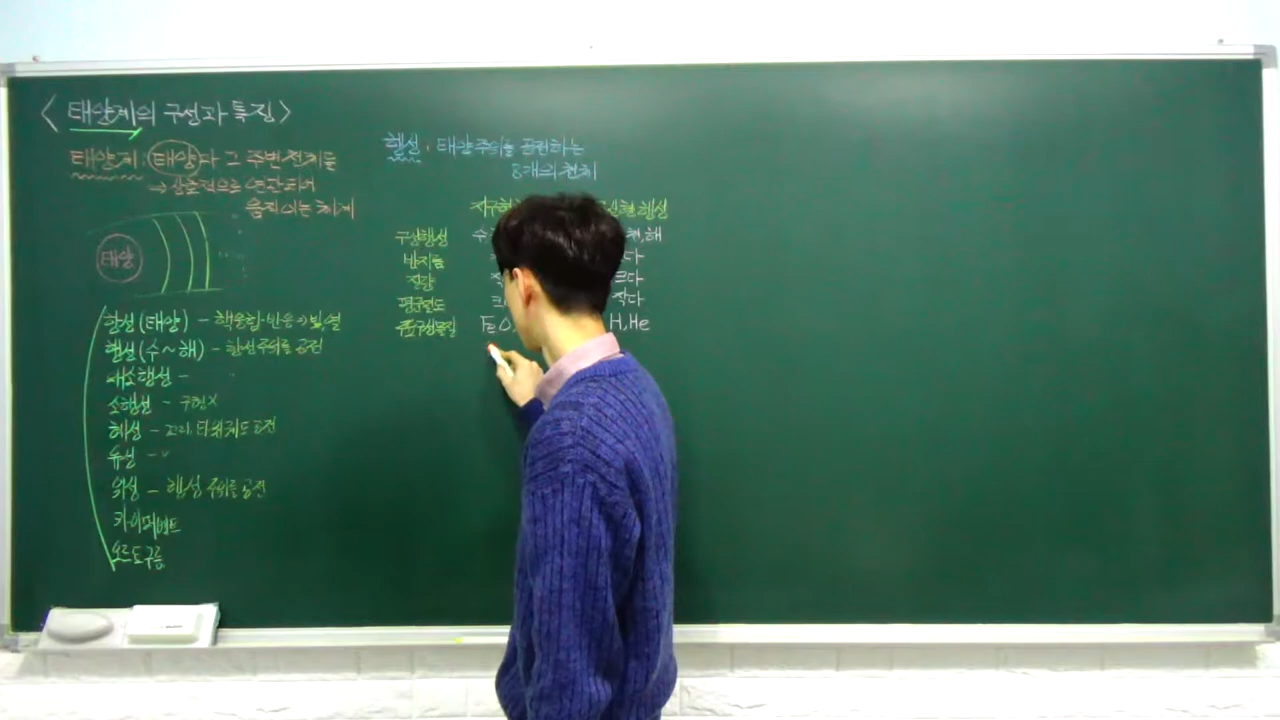 <태양계의 구성과 특징>
태양계: 태양과 그 주변 천체들
→ 상호적으로 연관되어
움직이는 체계
태양
항성(태양) - 핵융합 반응 → 빛, 열
행성(수~해) - 항성 주위를 공전
왜소행성 -
소행성 - 구형X
혜성 - 꼬리, 타원궤도 공전
유성 -
위성 - 행성 주위를 공전
카이퍼벨트
오르트구름
행성: 태양 주위를 공전하는
8개의 천체
지구형 행성
구성행성 수 천, 해
반지름 다
질량 크다
평균밀도 크 작다
주요구성물질 Fe O, H, He